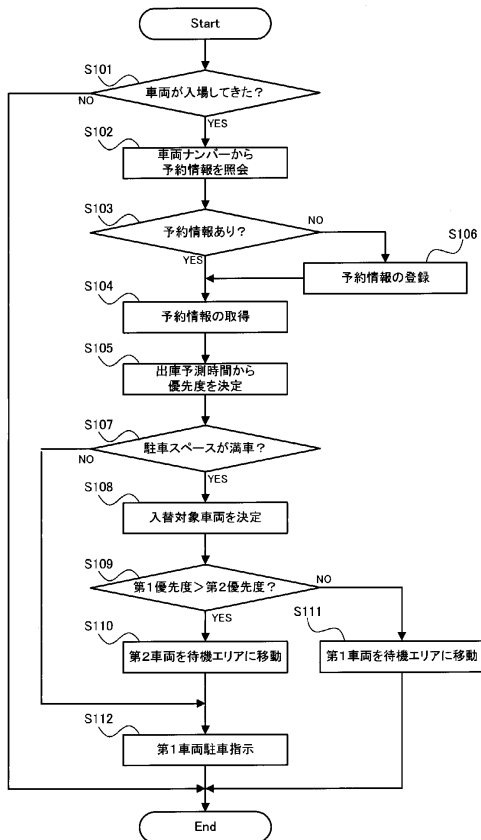 Start
S101
車両が入場してきた？
NO
YES
S102
車両ナンバーから
予約情報を照会
S103
予約情報あり？
NO
YES
S106
予約情報の登録
S104
予約情報の取得
S105
出庫予測時間から
優先度を決定
S107
駐車スペースが満車？
NO
YES
S108
入替対象車両を決定
S109
第1優先度＞第2優先度？
NO
YES
S110
第2車両を待機エリアに移動
S111
第1車両を待機エリアに移動
S112
第1車両駐車指示
End